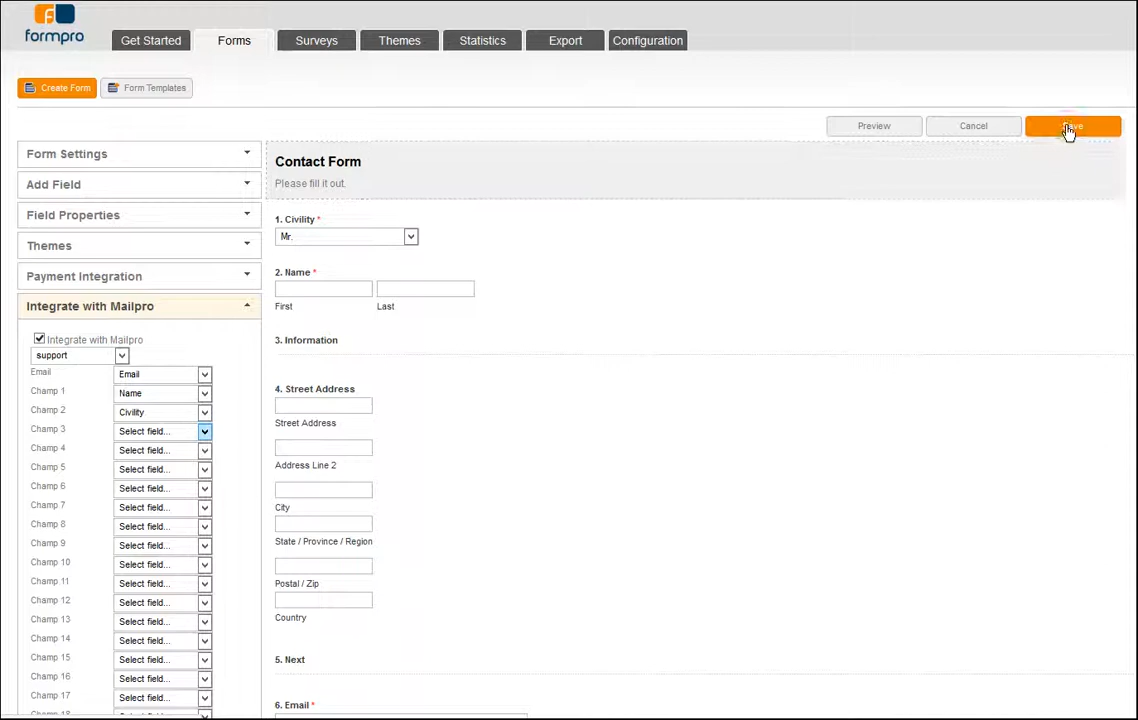 formpro
Get Started
Forms
Surveys
Themes
Statistics
Export
Configuration
Create Form
Form Templates
Preview
Cancel
Form Settings
Add Field
Field Properties
Themes
Payment Integration
Integrate with Mailpro
Integrate with Mailpro
support
Email Email
Champ 1 Name
Champ 2 Civility
Champ 3 Select field...
Champ 4 Select field...
Champ 5 Select field...
Champ 6 Select field...
Champ 7 Select field...
Champ 8 Select field...
Champ 9 Select field...
Champ 10 Select field...
Champ 11 Select field...
Champ 12 Select field...
Champ 13 Select field...
Champ 14 Select field...
Champ 15 Select field...
Champ 16 Select field...
Champ 17 Select field...
Contact Form
Please fill it out.
1. Civility *
Mr.
2. Name *
First Last
3. Information
4. Street Address
Street Address
Address Line 2
City
State / Province / Region
Postal / Zip
Country
5. Next
6. Email *